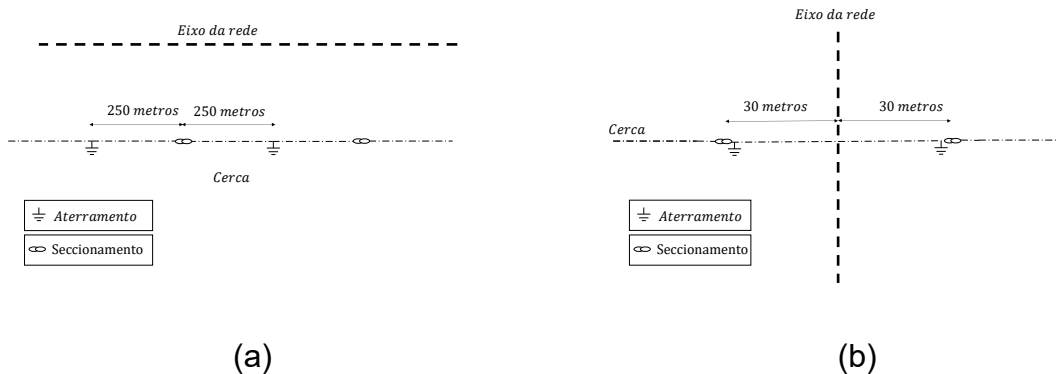 Eixo da rede
250 metros
250 metros
Cerca
Aterramento
Seccionamento
(a)
Eixo da rede
30 metros
30 metros
Cerca
Aterramento
Seccionamento
(b)